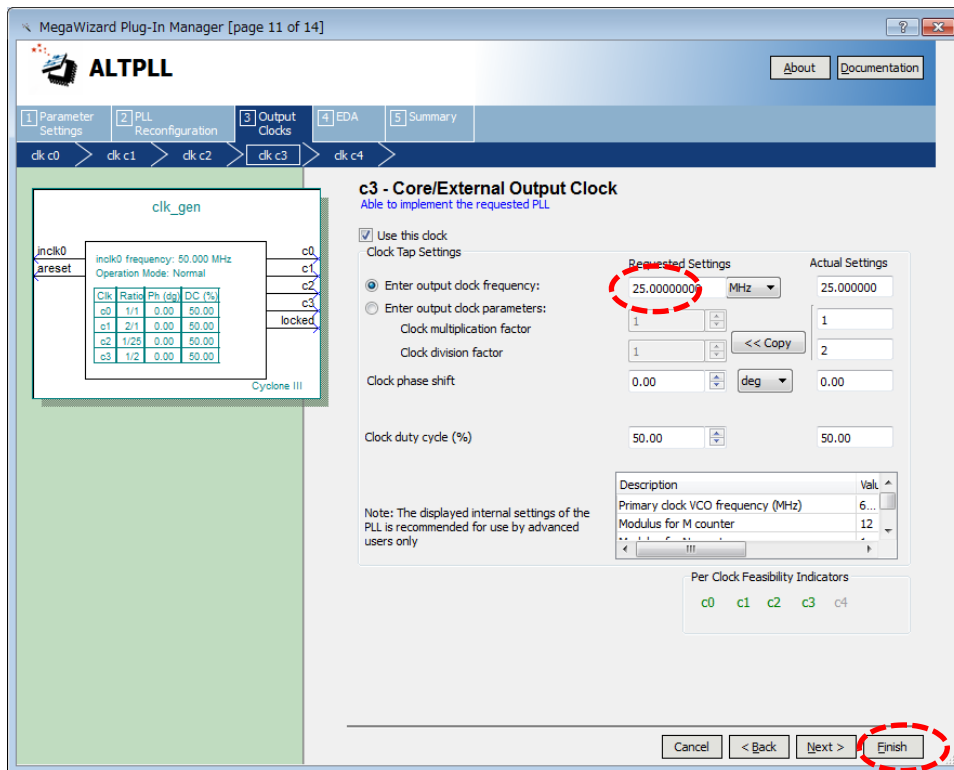 MegaWizard Plug-In Manager [page 11 of 14]
ALTPLL
About
Documentation
1 Parameter Settings
2 PLL Reconfiguration
3 Output Clocks
4 EDA
5 Summary
clk c0
clk c1
clk c2
clk c3
clk c4
clk_gen
inclk0
areset
inclk0 frequency: 50.000 MHz
Operation Mode: Normal
Clk Ratio Ph (dg) DC (%)
c0 1/1 0.00 50.00
c1 2/1 0.00 50.00
c2 1/25 0.00 50.00
c3 1/2 0.00 50.00
c0
c1
c2
c3
locked
Cyclone III
c3 - Core/External Output Clock
Able to implement the requested PLL
Use this clock
Clock Tap Settings
Requested Settings
Actual Settings
Enter output clock frequency:
25.00000000
MHz
25.000000
Enter output clock parameters:
Clock multiplication factor
1
1
<< Copy
Clock division factor
1
2
Clock phase shift
0.00
deg
0.00
Clock duty cycle (%)
50.00
50.00
Note: The displayed internal settings of the
PLL is recommended for use by advanced
users only
Description
Primary clock VCO frequency (MHz) 6...
Modulus for M counter 12
Per Clock Feasibility Indicators
c0 c1 c2 c3 c4
Cancel
< Back
Next >
Finish